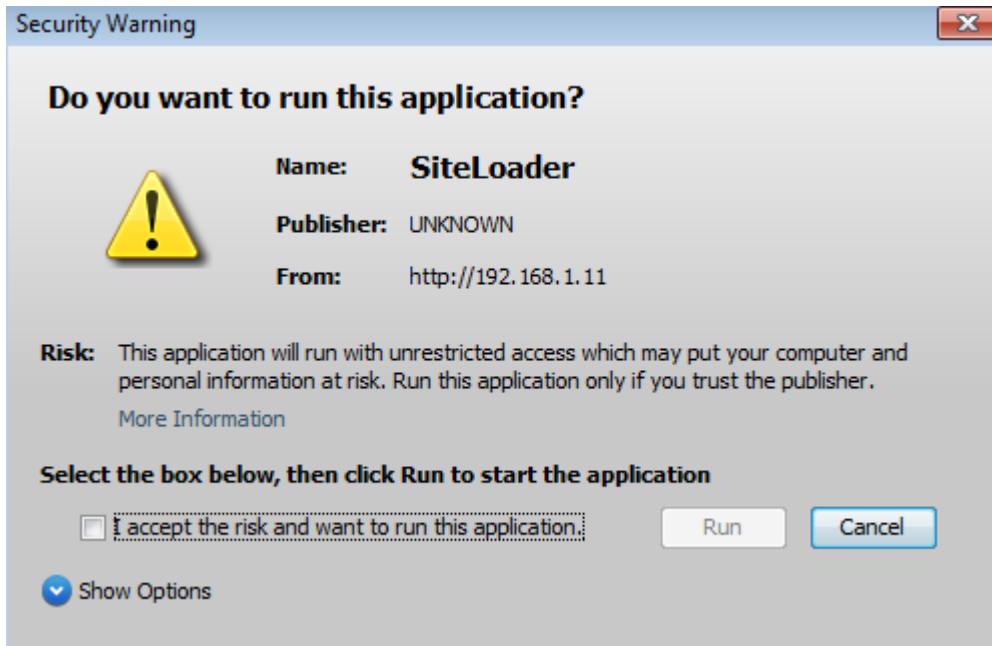 Security Warning
Do you want to run this application?
Name: SiteLoader
Publisher: UNKNOWN
From: http://192.168.1.11
Risk: This application will run with unrestricted access which may put your computer and
personal information at risk. Run this application only if you trust the publisher.
More Information
Select the box below, then click Run to start the application
I accept the risk and want to run this application.
Run
Cancel
Show Options